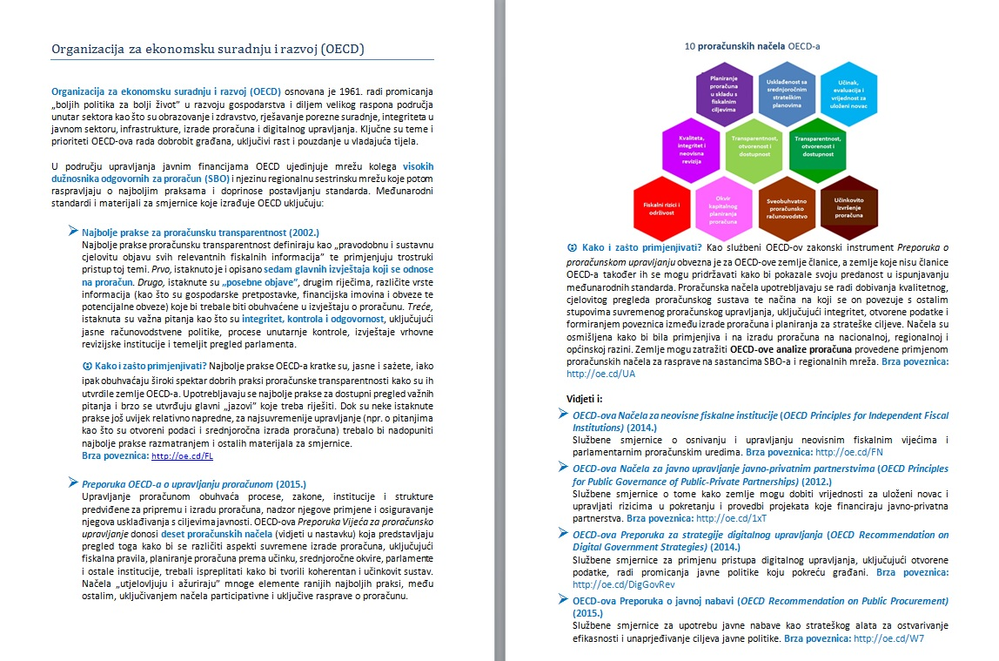 Organizacija za ekonomsku suradnju i razvoj (OECD)
Organizacija za ekonomsku suradnju i razvoj (OECD) osnovana je 1961. radi promicanja
„boljih politika za bolji život” u razvoju gospodarstva i diljem velikog raspona područja
unutar sektora kao što su obrazovanje i zdravstvo, rješavanje porezne suradnje, integriteta u
javnom sektoru, infrastrukture, izrade proračuna i digitalnog upravljanja. Ključne su teme i
prioriteti OECD-ova rada dobrobit građana, uključivi rast i pouzdanje u vladajuća tijela.
U području upravljanja javnim financijama OECD ujedinjuje mrežu kolega visokih
dužnosnika odgovornih za proračun (SBO) i njezinu regionalnu sestrinsku mrežu koje potom
raspravljaju o najboljim praksama i doprinose postavljanju standarda. Međunarodni
standardi i materijali za smjernice koje izrađuje OECD uključuju:
Najbolje prakse za proračunsku transparentnost (2002.)
Najbolje prakse proračunsku transparentnost definiraju kao „pravodobnu i sustavnu
cjelovitu objavu svih relevantnih fiskalnih informacija” te primjenjuju trostruki
pristup toj temi. Prvo, istaknuto je i opisano sedam glavnih izvještaja koji se odnose
na proračun. Drugo, istaknute su „posebne objave”, drugim riječima, različite vrste
informacija (kao što su gospodarske pretpostavke, financijska imovina i obveze te
potencijalne obveze) koje bi trebale biti obuhvaćene u izvještaju o proračunu. Treće,
istaknuta su važna pitanja kao što su integritet, kontrola i odgovornost, uključujući
jasne računovodstvene politike, procese unutarnje kontrole, izvještaje vrhovne
revizijske institucije i temeljit pregled parlamenta.
Kako i zašto primjenjivati? Najbolje prakse OECD-a kratke su, jasne i sažete, iako
ipak obuhvaćaju široki spektar dobrih praksi proračunske transparentnosti kako su ih
utvrdile zemlje OECD-a. Upotrebljavaju se najbolje prakse za dostupni pregled važnih
pitanja i brzo se utvrđuju glavni „jazovi” koje treba riješiti. Dok su neke istaknute
prakse još uvijek relativno napredne, za najsuvremenije upravljanje (npr. o pitanjima
kao što su otvoreni podaci i srednjoročna izrada proračuna) trebalo bi nadopuniti
najbolje prakse razmatranjem i ostalih materijala za smjernice.
Brza poveznica: http://oe.cd/FL
Preporuka OECD-a o upravljanju proračunom (2015.)
Upravljanje proračunom obuhvaća procese, zakone, institucije i strukture
predviđene za pripremu i izradu proračuna, nadzor njegove primjene i osiguravanje
njegova usklađivanja s ciljevima javnosti. OECD-ova Preporuka Vijeća za proračunsko
upravljanje donosi deset proračunskih načela (vidjeti u nastavku) koja predstavljaju
pregled toga kako bi se različiti aspekti suvremene izrade proračuna, uključujući
fiskalna pravila, planiranje proračuna prema učinku, srednjoročne okvire, parlamente
i ostale institucije, trebali ispreplitati kako bi tvorili koherentan i učinkovit sustav.
Načela „utjelovljuju i ažuriraju” mnoge elemente ranijih najboljih praksi, među
ostalim, uključivanjem načela participativne i uključive rasprave o proračunu.
10 proračunskih načela OECD-a
Planiranje
proračuna
u skladu s
fiskalnim
ciljevima
Usklađenost sa
srednjoročnim
strateškim
planovima
Učinak,
evaluacija i
vrijednost za
uloženi novac
Kvaliteta,
integritet i
neovisna
revizija
Transparentnost,
otvorenost i
dostupnost
Transparentnost,
otvorenost i
dostupnost
Fiskalni rizici i
održivost
Okvir
kapitalnog
planiranja
proračuna
Sveobuhvatno
proračunsko
računovodstvo
Učinkovito
izvršenje
proračuna
Kako i zašto primjenjivati? Kao službeni OECD-ov zakonski instrument Preporuka o
proračunskom upravljanju obvezna je za OECD-ove zemlje članice, a zemlje koje nisu članice
OECD-a također ih se mogu pridržavati kako bi pokazale svoju predanost u ispunjavanju
međunarodnih standarda. Proračunska načela upotrebljavaju se radi dobivanja kvalitetnog,
cjelovitog pregleda proračunskog sustava te načina na koji se on povezuje s ostalim
stupovima suvremenog proračunskog upravljanja, uključujući integritet, otvorene podatke i
formiranjem poveznica između izrade proračuna i planiranja za strateške ciljeve. Načela su
osmišljena kako bi bila primjenjiva i na izradu proračuna na nacionalnoj, regionalnoj i
općinskoj razini. Zemlje mogu zatražiti OECD-ove analize proračuna provedene primjenom
proračunskih načela za rasprave na sastancima SBO-a i regionalnih mreža. Brza poveznica:
http://oe.cd/UA
Vidjeti i:
OECD-ova Načela za neovisne fiskalne institucije (OECD Principles for Independent Fiscal
Institutions) (2014.)
Službene smjernice o osnivanju i upravljanju neovisnim fiskalnim vijećima i
parlamentarnim proračunskim uredima. Brza poveznica: http://oe.cd/FN
OECD-ova Načela za javno upravljanje javno-privatnim partnerstvima (OECD Principles
for Public Governance of Public-Private Partnerships) (2012.)
Službene smjernice o tome kako zemlje mogu dobiti vrijednosti za uloženi novac i
upravljati rizicima u pokretanju i provedbi projekata koje financiraju javno-privatna
partnerstva. Brza poveznica: http://oe.cd/1xT
OECD-ova Preporuka za strategije digitalnog upravljanja (OECD Recommendation on
Digital Government Strategies) (2014.)
Službene smjernice za primjenu pristupa digitalnog upravljanja, uključujući otvorene
podatke, radi promicanja javne politike koju pokreću građani. Brza poveznica:
http://oe.cd/DigGovRev
OECD-ova Preporuka o javnoj nabavi (OECD Recommendation on Public Procurement)
(2015.)
Službene smjernice za upotrebu javne nabave kao strateškog alata za ostvarivanje
efikasnosti i unaprjeđivanje ciljeva javne politike. Brza poveznica: http://oe.cd/W7